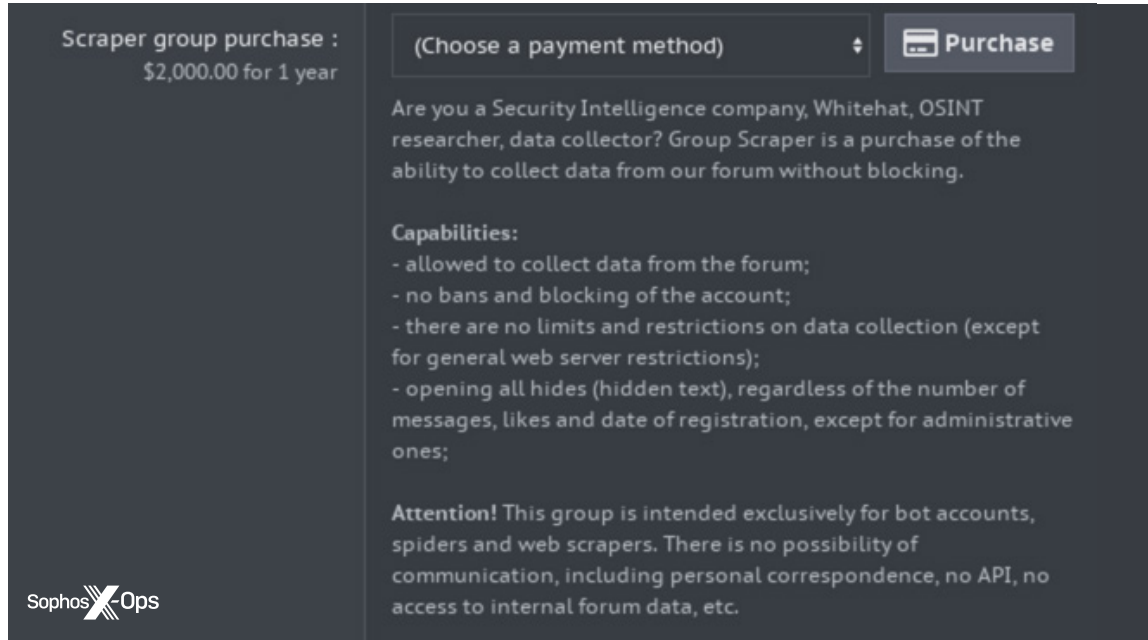 Scraper group purchase :
$2,000.00 for 1 year
(Choose a payment method)
Purchase
Are you a Security Intelligence company, Whitehat, OSINT
researcher, data collector? Group Scraper is a purchase of the
ability to collect data from our forum without blocking.
Capabilities:
- allowed to collect data from the forum;
- no bans and blocking of the account;
- there are no limits and restrictions on data collection (except
for general web server restrictions);
- opening all hides (hidden text), regardless of the number of
messages, likes and date of registration, except for administrative
ones;
Attention! This group is intended exclusively for bot accounts,
spiders and web scrapers. There is no possibility of
communication, including personal correspondence, no API, no
access to internal forum data, etc.
Sophos X-Ops